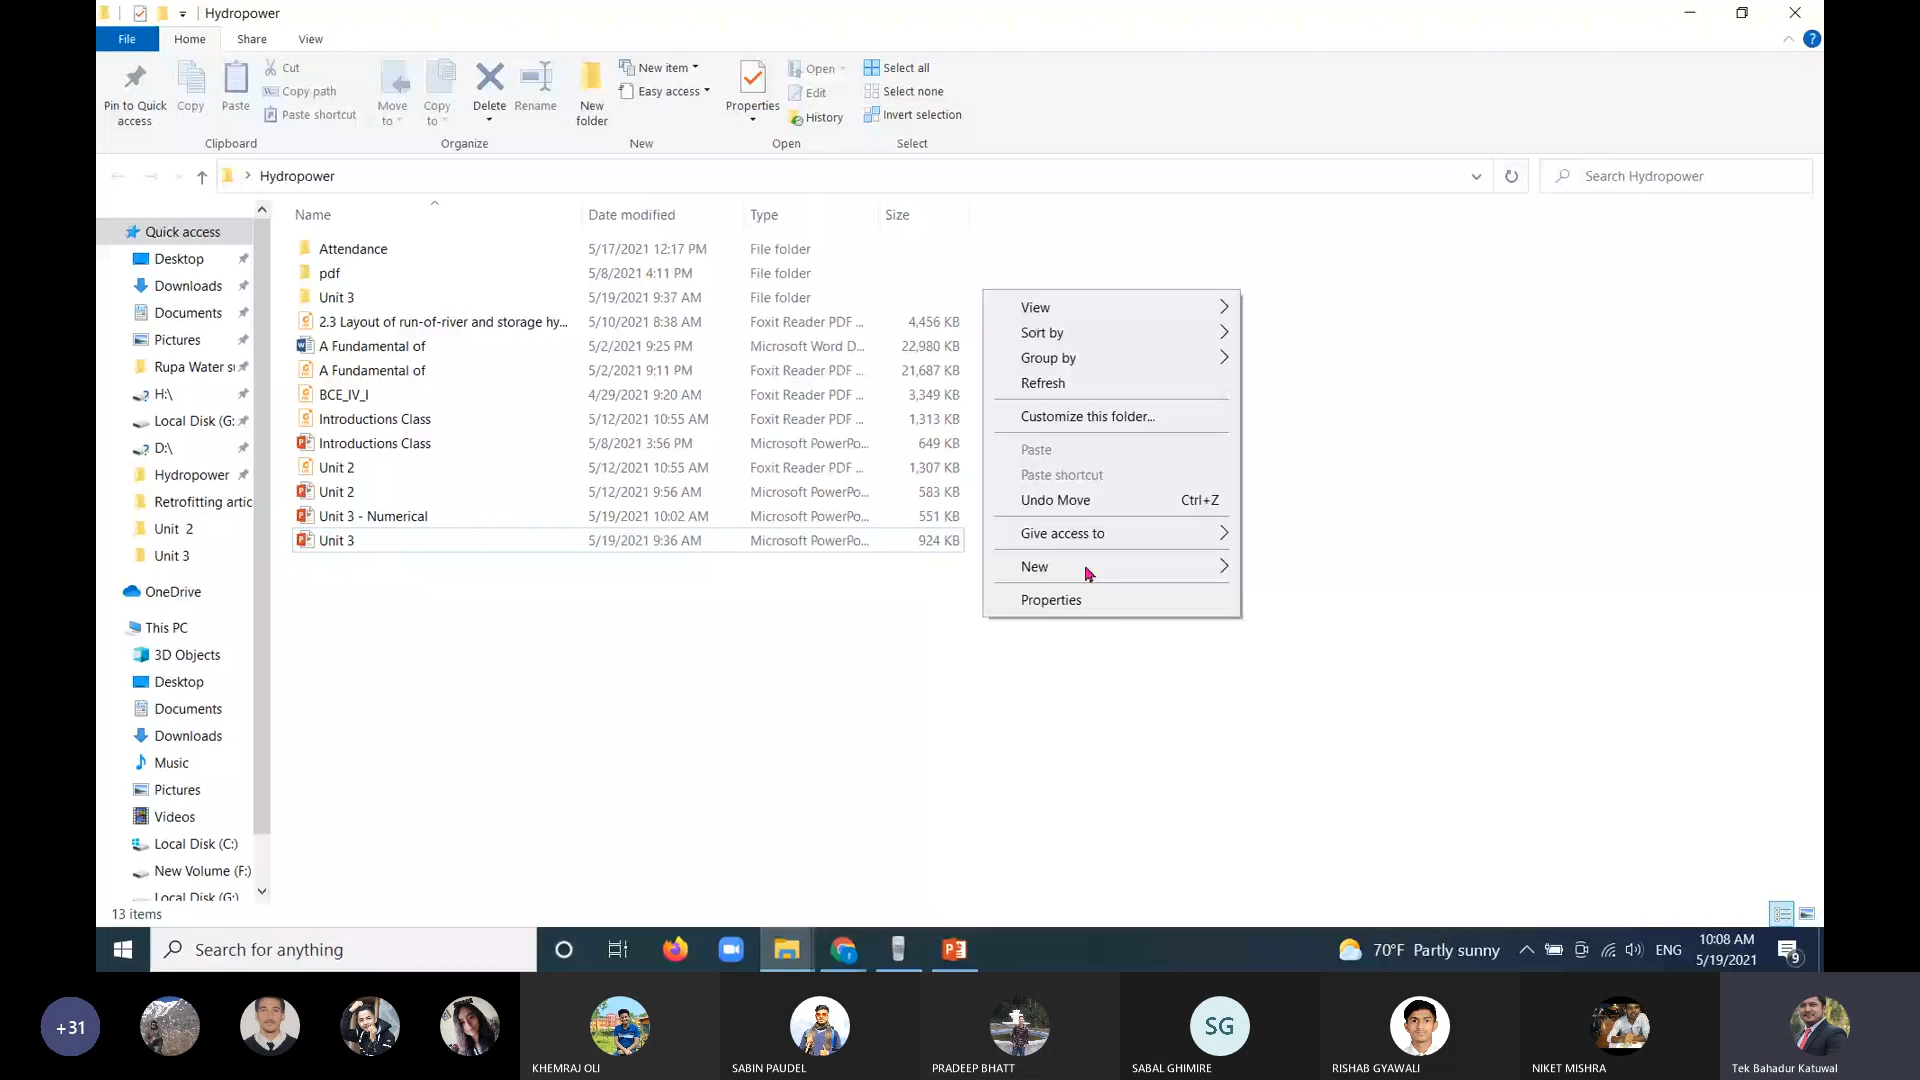 Hydropower
File Home Share View
Pin to Quick access
Copy
Paste
Cut
Copy path
Paste shortcut
Clipboard
Move to
Copy to
Delete
Rename
Organize
New folder
New item
Easy access
New
Properties
Open
Edit
History
Open
Select all
Select none
Invert selection
Select
Hydropower
Search Hydropower
Name Date modified Type Size
Attendance 5/17/2021 12:17 PM File folder
pdf 5/8/2021 4:11 PM File folder
Unit 3 5/19/2021 9:37 AM File folder
2.3 Layout of run-of-river and storage hy... 5/10/2021 8:38 AM Foxit Reader PDF ... 4,456 KB
A Fundamental of 5/2/2021 9:25 PM Microsoft Word D... 22,980 KB
A Fundamental of 5/2/2021 9:11 PM Foxit Reader PDF ... 21,687 KB
BCE_IV_I 4/29/2021 9:20 AM Foxit Reader PDF ... 3,349 KB
Introductions Class 5/12/2021 10:55 AM Foxit Reader PDF ... 1,313 KB
Introductions Class 5/8/2021 3:56 PM Microsoft PowerPo... 649 KB
Unit 2 5/12/2021 10:55 AM Foxit Reader PDF ... 1,307 KB
Unit 2 5/12/2021 9:56 AM Microsoft PowerPo... 583 KB
Unit 3 - Numerical 5/19/2021 10:02 AM Microsoft PowerPo... 551 KB
Unit 3 5/19/2021 9:36 AM Microsoft PowerPo... 924 KB
Quick access
Desktop
Downloads
Documents
Pictures
Rupa Water su
H:\
Local Disk (G:
D:\
Hydropower
Retrofitting artic
Unit 2
Unit 3
OneDrive
This PC
3D Objects
Desktop
Documents
Downloads
Music
Pictures
Videos
Local Disk (C:)
New Volume (F:)
Local Disk (G:)
View
Sort by
Group by
Refresh
Customize this folder...
Paste
Paste shortcut
Undo Move Ctrl+Z
Give access to
New
Properties
13 items
Search for anything
70°F Partly sunny
ENG
10:08 AM
5/19/2021
9
+31
SG
KHEMRAJ OLI
SABIN PAUDEL
PRADEEP BHATT
SABAL GHIMIRE
RISHAB GYAWALI
NIKET MISHRA
Tek Bahadur Katuwal